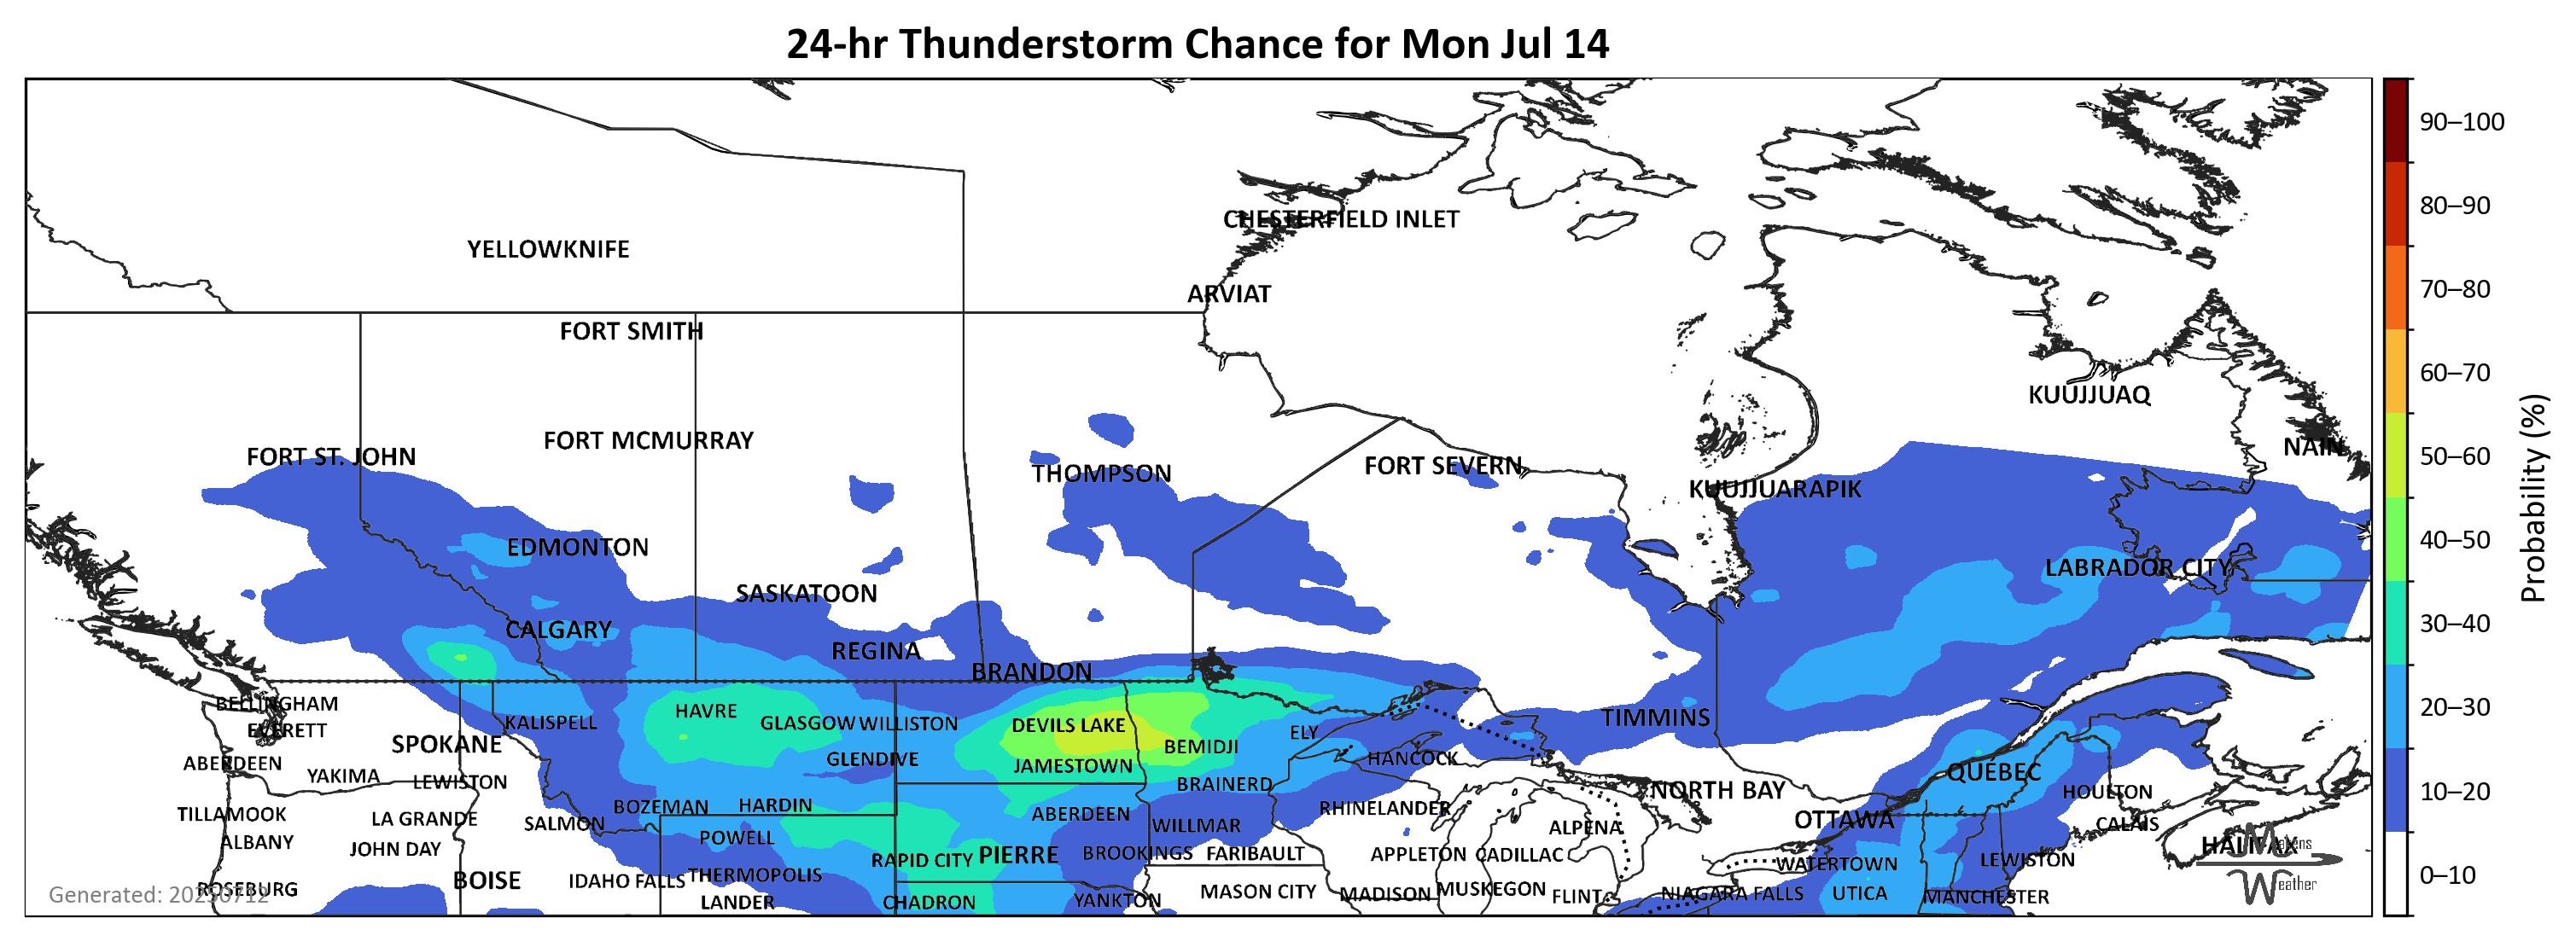 24-hr Thunderstorm Chance for Mon Jul 14
90–100
80–90
70–80
60–70
50–60
40–50
30–40
20–30
10–20
0–10
Probability (%)
CHESTERFIELD INLET
YELLOWKNIFE
ARVIAT
FORT SMITH
KUUJJUAQ
FORT MCMURRAY
NAIN
FORT ST. JOHN
THOMPSON
FORT SEVERN
KUUJJUARAPIK
EDMONTON
LABRADOR CITY
SASKATOON
CALGARY
REGINA
BRANDON
BELLINGHAM
HAVRE
TIMMINS
KALISPELL
GLASGOW
WILLISTON
DEVILS LAKE
EVERETT
ELY
SPOKANE
BEMIDJI
HANCOCK
ABERDEEN
GLENDIVE
JAMESTOWN
QUÉBEC
YAKIMA
LEWISTON
BRAINERD
NORTH BAY
HOULTON
BOZEMAN
HARDIN
RHINELANDER
TILLAMOOK
LA GRANDE
SALMON
ABERDEEN
WILLMAR
ALPENA
OTTAWA
CALAIS
ALBANY
JOHN DAY
POWELL
RAPID CITY
PIERRE
BROOKINGS
FARIBAULT
APPLETON
CADILLAC
WATERTOWN
LEWISTON
HALIFAX
Matens
Weather
BOISE
IDAHO FALLS
THERMOPOLIS
ROSEBURG
Generated: 20250712
LANDER
CHADRON
YANKTON
MASON CITY
MADISON
MUSKEGON
FLINT
NIAGARA FALLS
UTICA
MANCHESTER